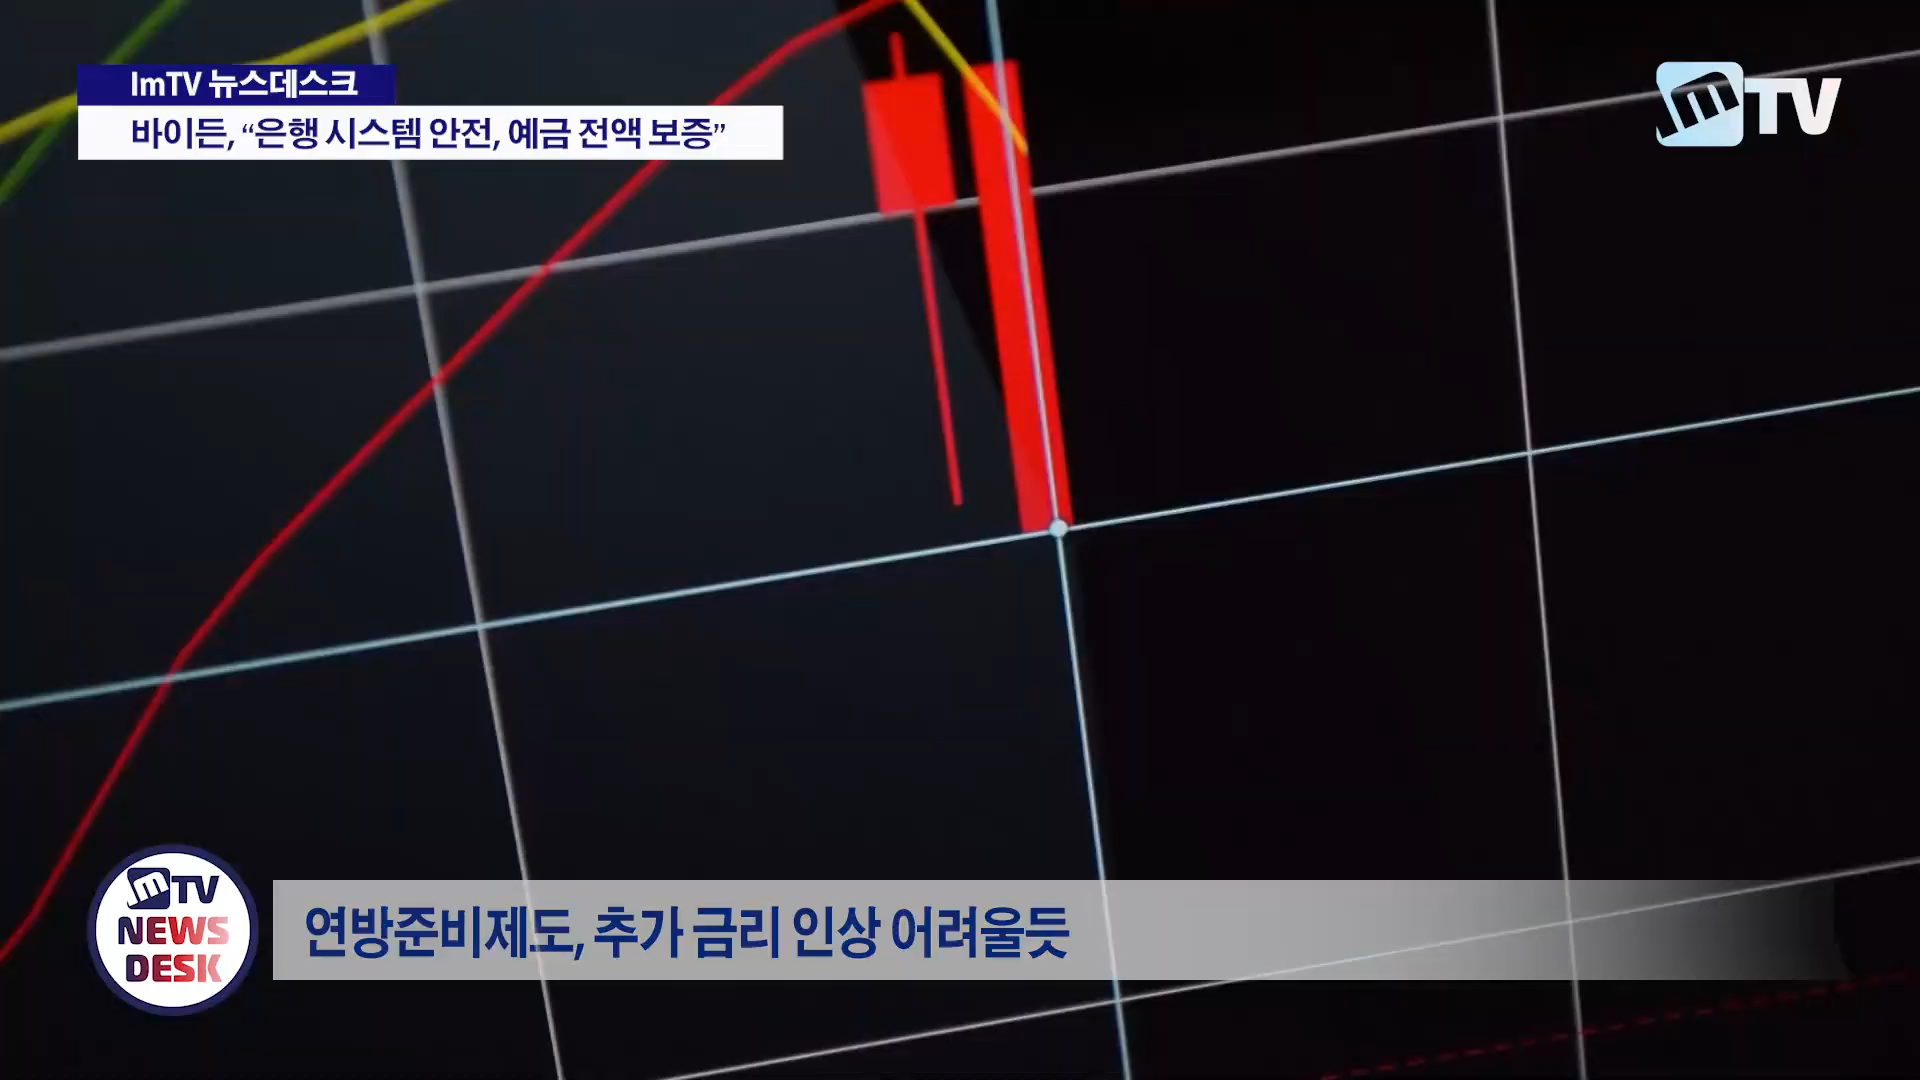 ImTV 뉴스데스크
바이든, “은행 시스템 안전, 예금 전액 보증”
mTV
mTV
NEWS
DESK
연방준비제도, 추가 금리 인상 어려울듯